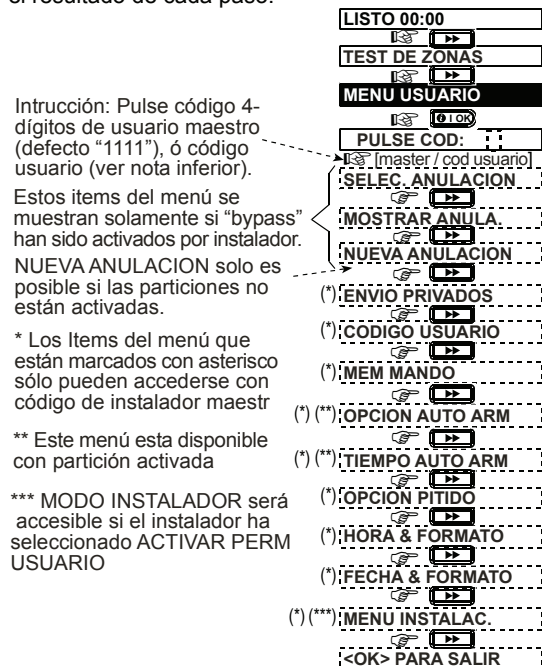 el resultado de cada paso.
LISTO 00:00
TEST DE ZONAS
MENU USUARIO
I OK
PULSE COD:
[master / cod usuario]
Intrucción: Pulse código 4-
dígitos de usuario maestro
(defecto “1111”), ó código
usuario (ver nota inferior).
Estos items del menú se
muestran solamente si “bypass”
han sido activados por instalador.
NUEVA ANULACION solo es
posible si las particiones no
están activadas.
* Los Items del menú que
están marcados con asterisco
sólo pueden accederse con
código de instalador maestr
** Este menú esta disponible
con partición activada
*** MODO INSTALADOR será
accesible si el instalador ha
seleccionado ACTIVAR PERM
USUARIO
SELEC. ANULACION
MOSTRAR ANULA.
NUEVA ANULACION
(*) ENVIO PRIVADOS
(*) CODIGO USUARIO
(*) MEM MANDO
(*) (**) OPCION AUTO ARM
(*) (**) TIEMPO AUTO ARM
(*) OPCION PITIDO
(*) HORA & FORMATO
(*) FECHA & FORMATO
(*) (***) MENU INSTALAC.
<OK> PARA SALIR